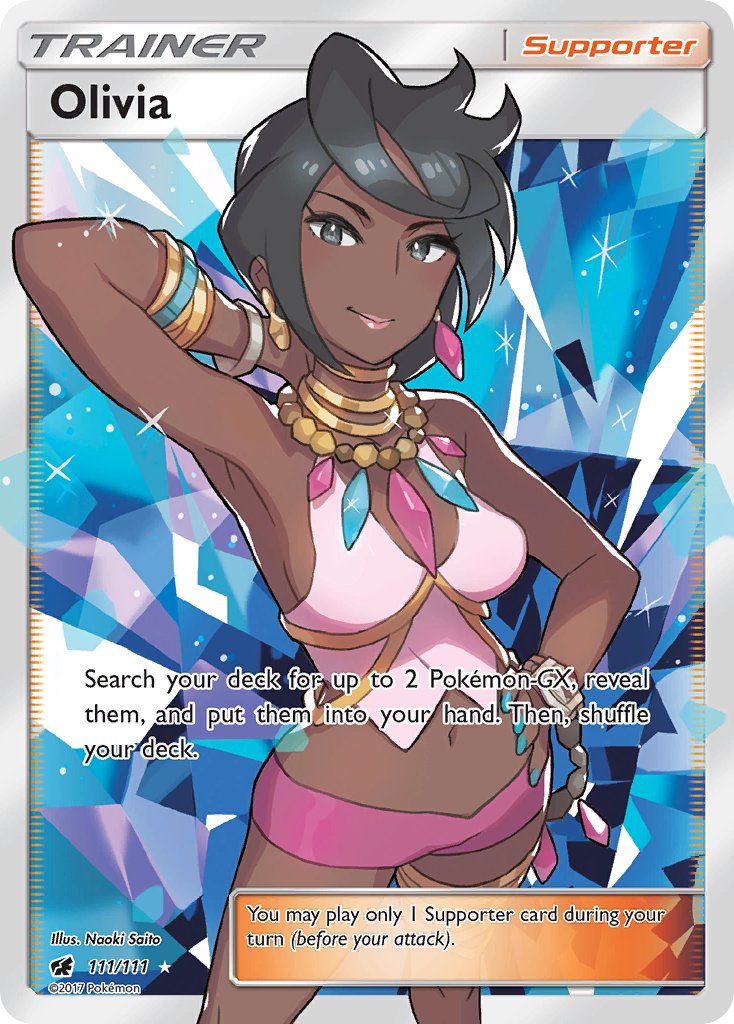 TRAINER
Supporter
Olivia
Search your deck for up to 2 Pokémon-GX, reveal
them, and put them into your hand. Then, shuffle
your deck.
You may play only 1 Supporter card during your
turn (before your attack).
Illus. Naoki Saito
111/111
©2017 Pokémon